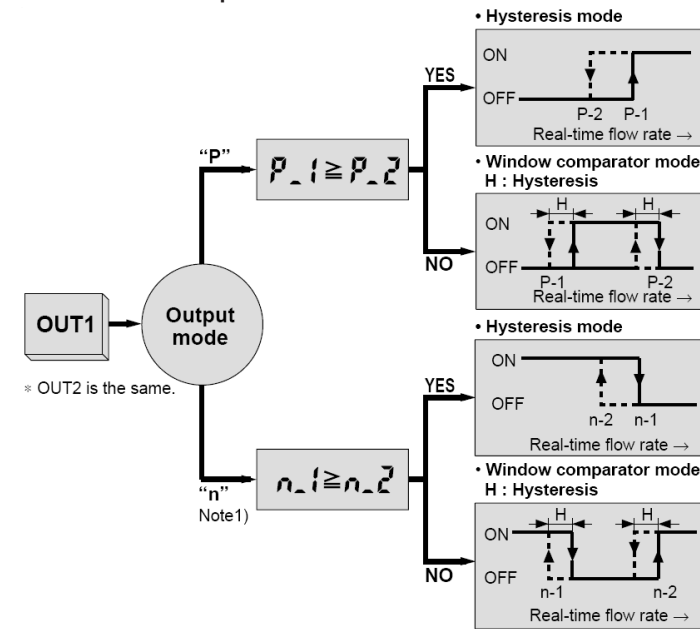 OUT1
* OUT2 is the same.
Output
mode
"P"
P_1≧P_2
YES
NO
"n"
Note1)
n_1≧n_2
YES
NO
• Hysteresis mode
ON
OFF
P-2 P-1
Real-time flow rate →
• Window comparator mode
H : Hysteresis
H H
ON
OFF
P-1 P-2
Real-time flow rate →
• Hysteresis mode
ON
OFF
n-2 n-1
Real-time flow rate →
• Window comparator mode
H : Hysteresis
H H
ON
OFF
n-1 n-2
Real-time flow rate →